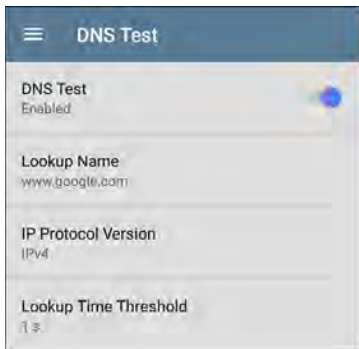 DNS Test
DNS Test
Enabled
Lookup Name
www.google.com
IP Protocol Version
IPv4
Lookup Time Threshold
1 s